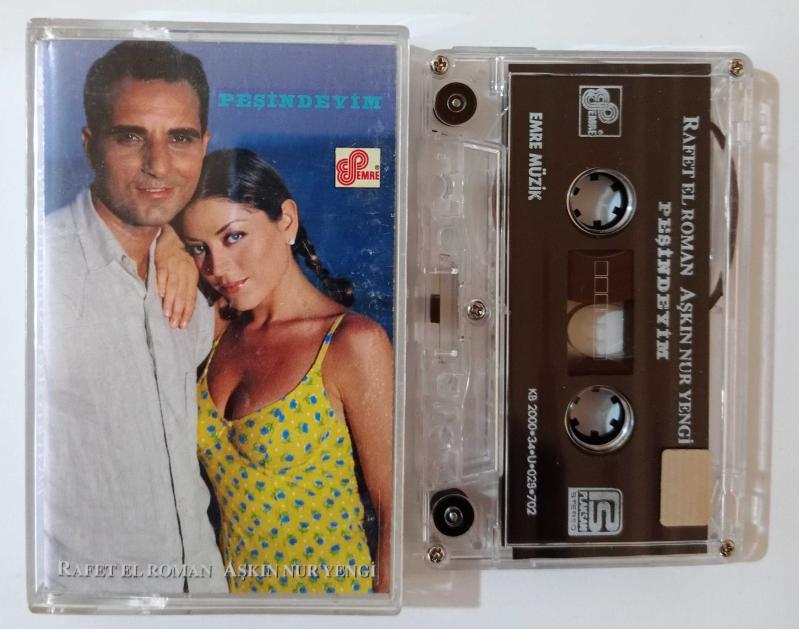 PEŞİNDEYİM
EMRE
RAFET EL ROMAN AŞKIN NUR YENGİ
EMRE
EMRE MÜZİK
RAFET EL ROMAN AŞKIN NUR YENGİ
PEŞİNDEYİM
KB 2000•34•U•029•702
STEREO